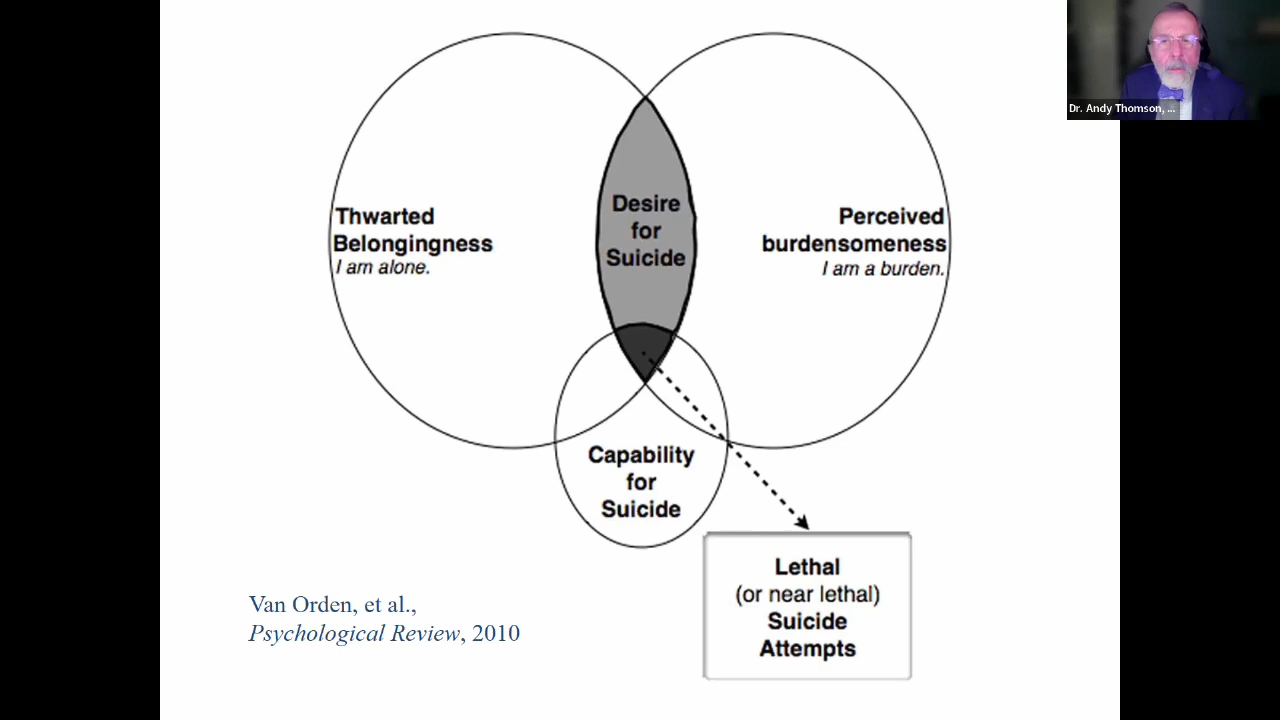 Dr. Andy Thomson, ...
Desire
for
Suicide
Thwarted
Belongingness
I am alone.
Perceived
burdensomeness
I am a burden.
Capability
for
Suicide
Lethal
(or near lethal)
Suicide
Attempts
Van Orden, et al.,
Psychological Review, 2010